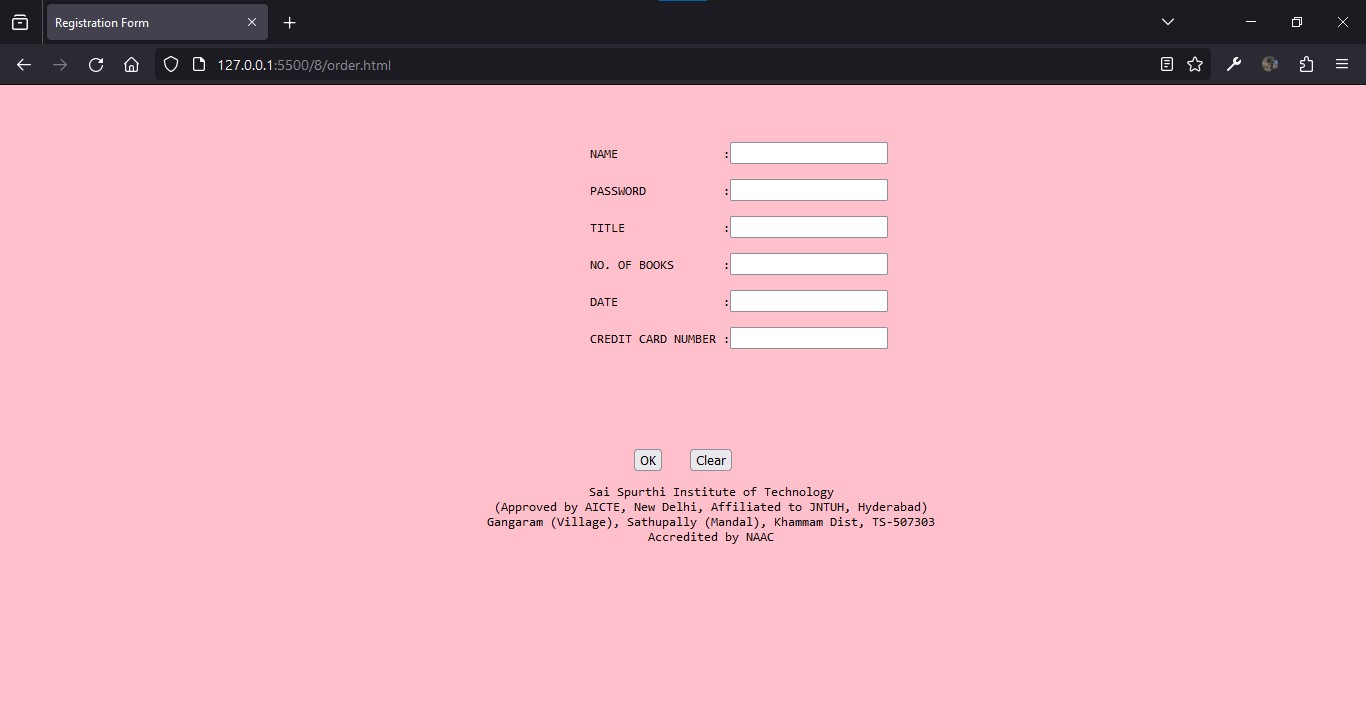 Registration Form
127.0.0.1:5500/8/order.html
NAME :
PASSWORD :
TITLE :
NO. OF BOOKS :
DATE :
CREDIT CARD NUMBER :
OK Clear
Sai Spurthi Institute of Technology
(Approved by AICTE, New Delhi, Affiliated to JNTUH, Hyderabad)
Gangaram (Village), Sathupally (Mandal), Khammam Dist, TS-507303
Accredited by NAAC